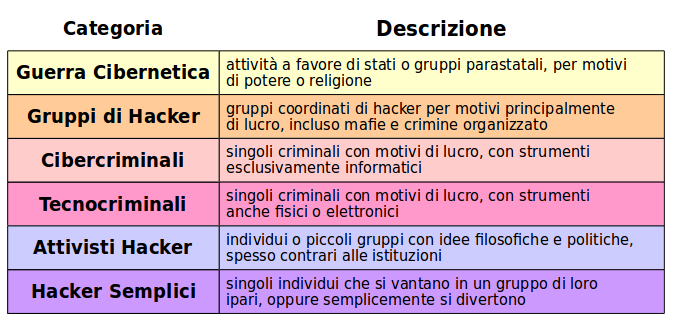 Categoria Descrizione
Guerra Cibernetica
attività a favore di stati o gruppi parastatali, per motivi
di potere o religione
Gruppi di Hacker
gruppi coordinati di hacker per motivi principalmente
di lucro, incluso mafie e crimine organizzato
Cibercriminali
singoli criminali con motivi di lucro, con strumenti
esclusivamente informatici
Tecnocriminali
singoli criminali con motivi di lucro, con strumenti
anche fisici o elettronici
Attivisti Hacker
individui o piccoli gruppi con idee filosofiche e politiche,
spesso contrari alle istituzioni
Hacker Semplici
singoli individui che si vantano in un gruppo di loro
ipari, oppure semplicemente si divertono